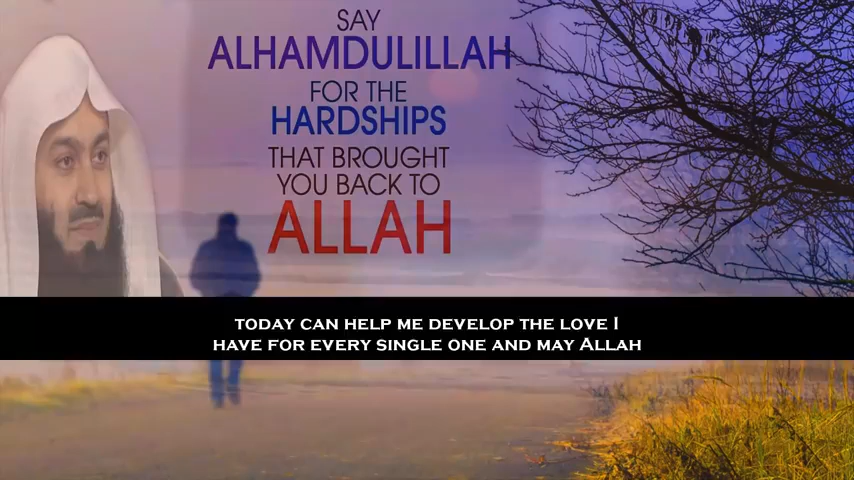 SAY
ALHAMDULILLAH
FOR THE
HARDSHIPS
THAT BROUGHT
YOU BACK TO
ALLAH
TODAY CAN HELP ME DEVELOP THE LOVE I
HAVE FOR EVERY SINGLE ONE AND MAY ALLAH